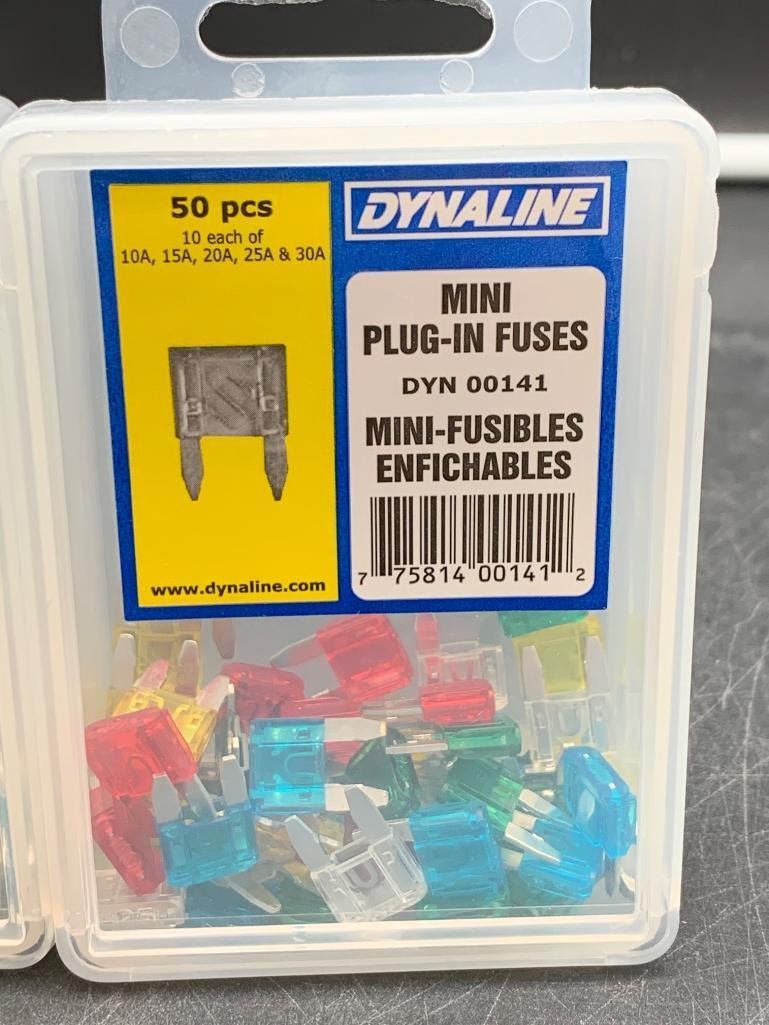 50 pcs
10 each of
10A, 15A, 20A, 25A & 30A
www.dynaline.com
DYNALINE
MINI
PLUG-IN FUSES
DYN 00141
MINI-FUSIBLES
ENFICHABLES
7 75814 00141 2